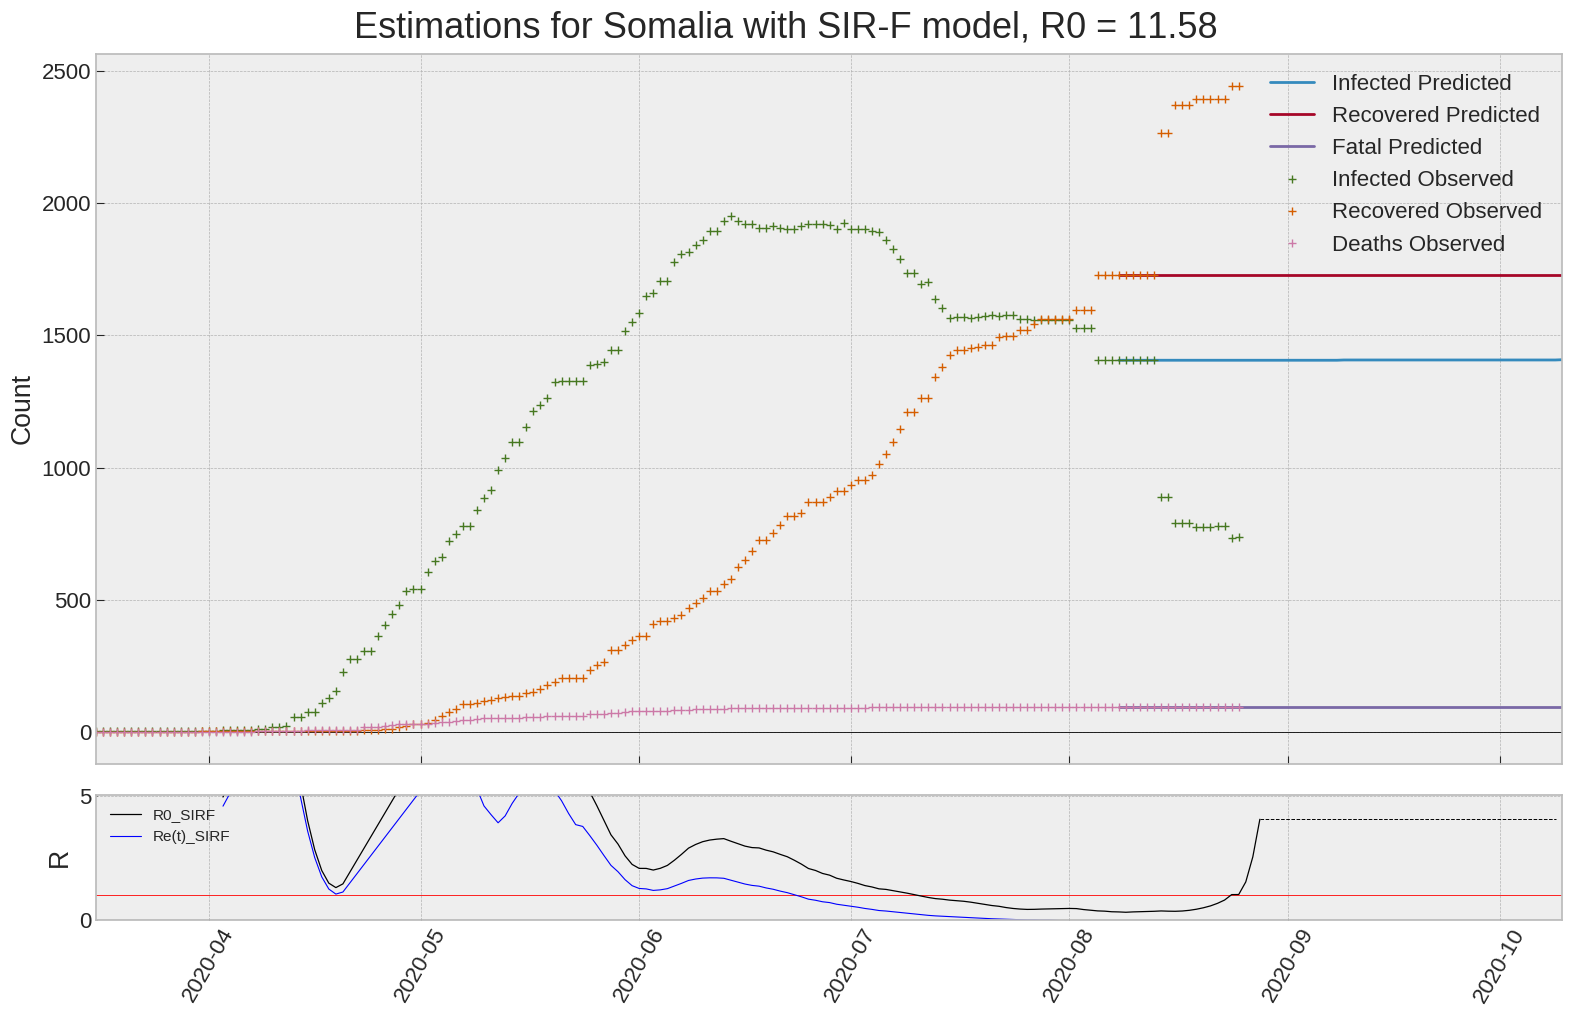 Estimations for Somalia with SIR-F model, R0 = 11.58
2500
2000
1500
1000
500
0
Count
Infected Predicted
Recovered Predicted
Fatal Predicted
Infected Observed
Recovered Observed
Deaths Observed
5
0
R
R0_SIRF
Re(t)_SIRF
2020-04
2020-05
2020-06
2020-07
2020-08
2020-09
2020-10